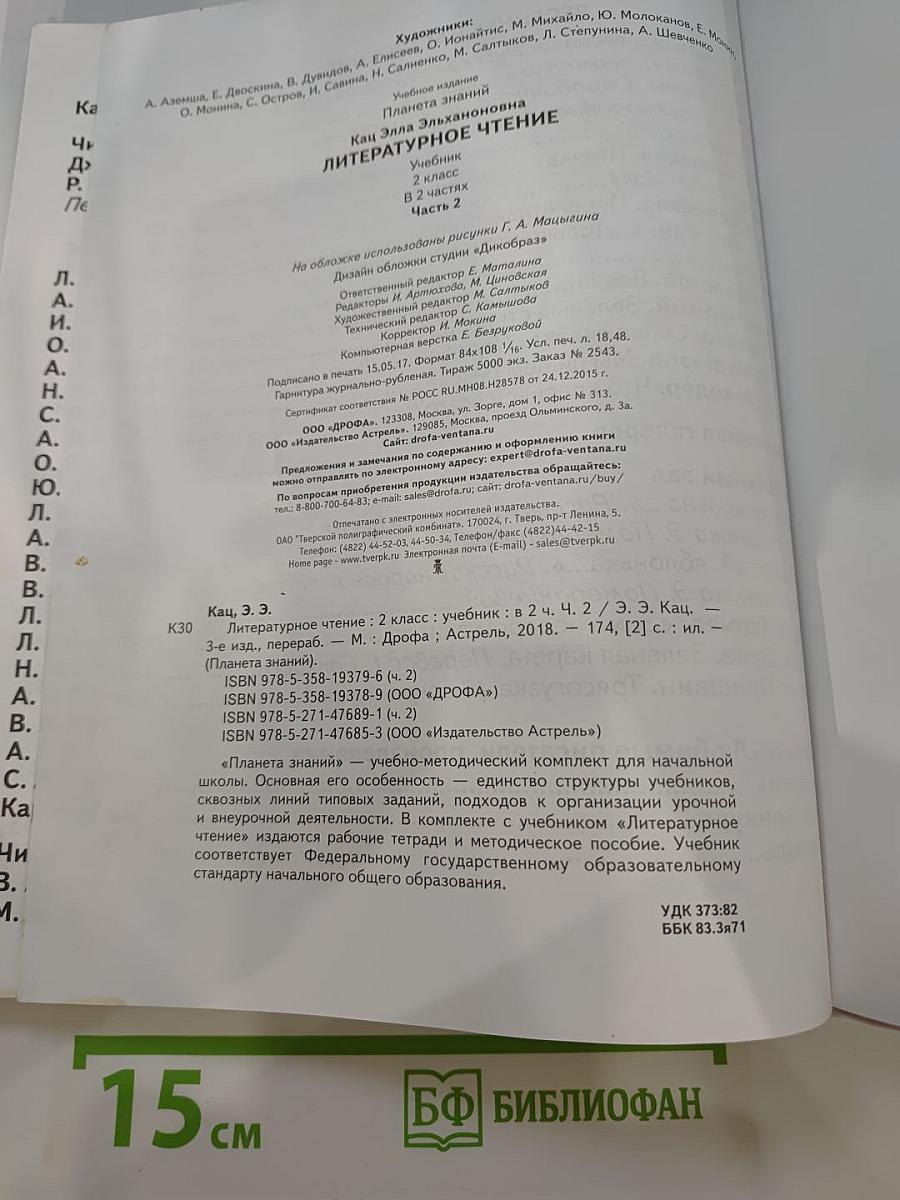 Художники:
А. Аземша, Е. Двоскина, В. Дувидов, А. Елисеев, О. Ионайтис, М. Михайло, Ю. Молоканов, Е. Монин,
О. Монина, С. Остров, И. Савина, Н. Салиенко, М. Салтыков, Л. Степунина, А. Шевченко
Учебное издание
Планета знаний
Кац Элла Эльханоновна
ЛИТЕРАТУРНОЕ ЧТЕНИЕ
Учебник
2 класс
В 2 частях
Часть 2
На обложке использованы рисунки Г. А. Мацыгина
Дизайн обложки студии «Дикобраз»
Ответственный редактор Е. Маталина
Редакторы И. Артюхова, М. Циновская
Художественный редактор М. Салтыков
Технический редактор С. Камышова
Корректор И. Мокина
Компьютерная верстка Е. Безруковой
Подписано в печать 15.05.17. Формат 84х108 1/16. Усл. печ. л. 18,48.
Гарнитура журнально-рубленая. Тираж 5000 экз. Заказ № 2543.
Сертификат соответствия № РОСС RU.МН08.Н28578 от 24.12.2015 г.
ООО «ДРОФА». 123308, Москва, ул. Зорге, дом 1, офис № 313.
ООО «Издательство Астрель». 129085, Москва, проезд Ольминского, д. 3а.
Сайт: drofa-ventana.ru
Предложения и замечания по содержанию и оформлению книги
можно отправлять по электронному адресу: expert@drofa-ventana.ru
По вопросам приобретения продукции издательства обращайтесь:
тел.: 8-800-700-64-83; e-mail: sales@drofa.ru; сайт: drofa-ventana.ru/buy/
Отпечатано с электронных носителей издательства.
ОАО "Тверской полиграфический комбинат". 170024, г. Тверь, пр-т Ленина, 5.
Телефон: (4822) 44-52-03, 44-50-34, Телефон/факс (4822)44-42-15
Home page - www.tverpk.ru Электронная почта (E-mail) - sales@tverpk.ru
Кац, Э. Э.
К30 Литературное чтение : 2 класс : учебник : в 2 ч. Ч. 2 / Э. Э. Кац. —
3-е изд., перераб. — М. : Дрофа ; Астрель, 2018. — 174, [2] с. : ил. —
(Планета знаний).
ISBN 978-5-358-19379-6 (ч. 2)
ISBN 978-5-358-19378-9 (ООО «ДРОФА»)
ISBN 978-5-271-47689-1 (ч. 2)
ISBN 978-5-271-47685-3 (ООО «Издательство Астрель»)
«Планета знаний» — учебно-методический комплект для начальной
школы. Основная его особенность — единство структуры учебников,
сквозных линий типовых заданий, подходов к организации урочной
и внеурочной деятельности. В комплекте с учебником «Литературное
чтение» издаются рабочие тетради и методическое пособие. Учебник
соответствует Федеральному государственному образовательному
стандарту начального общего образования.
УДК 373:82
ББК 83.3я71
Р.
Л.
А.
И.
О.
А.
Н.
С.
А.
О.
Ю.
Л.
А.
В.
В.
Л.
Л.
Н.
А.
В.
А.
С.
15 см
БФ БИБЛИОФАН